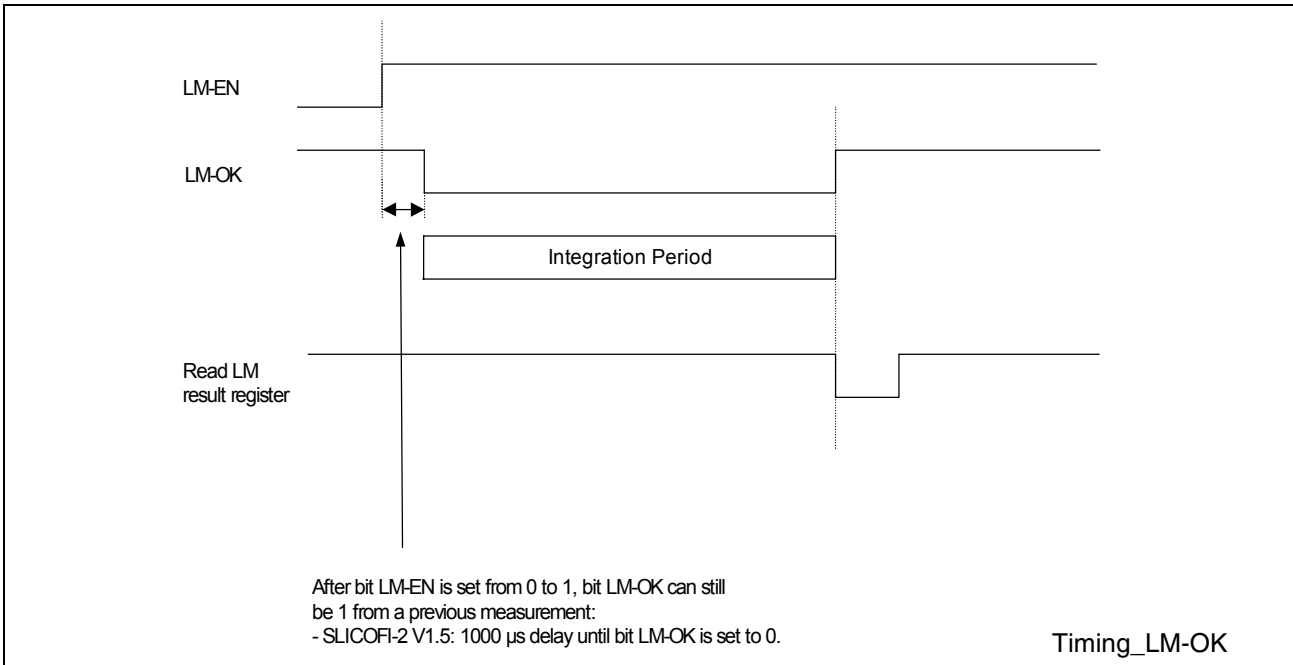 LM-EN
LM-OK
Integration Period
Read LM
result register
After bit LM-EN is set from 0 to 1, bit LM-OK can still
be 1 from a previous measurement:
- SLICOFI-2 V1.5: 1000 µs delay until bit LM-OK is set to 0.
Timing_LM-OK